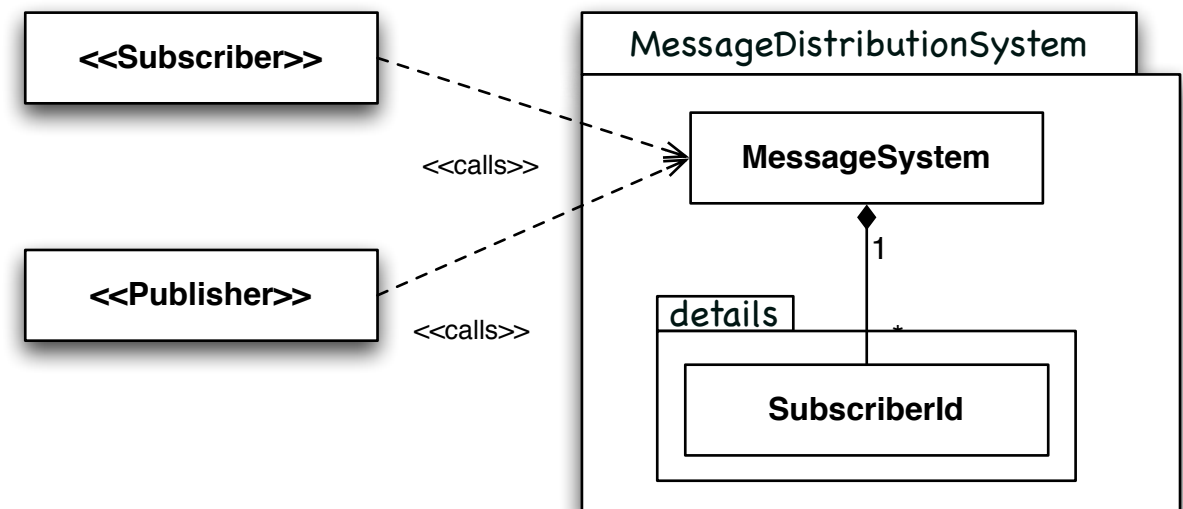 <<Subscriber>>
MessageDistributionSystem
MessageSystem
<<calls>>
1
<<Publisher>>
<<calls>>
details
*
SubscriberId